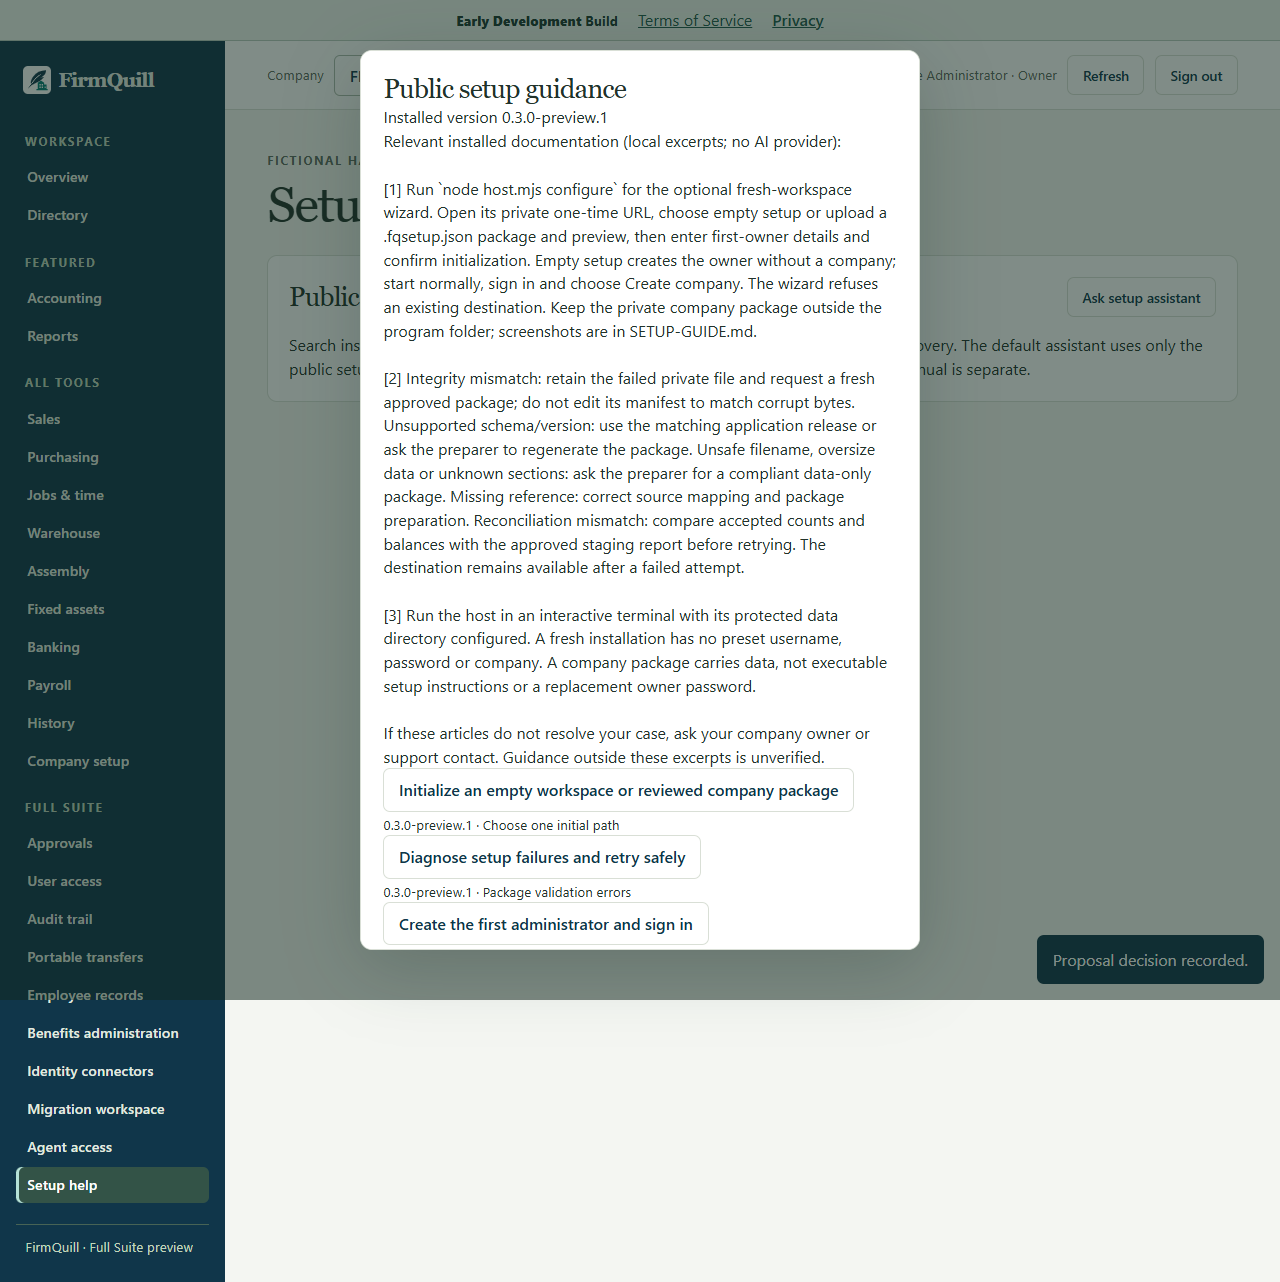 Early Development Build Terms of Service Privacy
FirmQuill
WORKSPACE
Overview
Directory
FEATURED
Accounting
Reports
ALL TOOLS
Sales
Purchasing
Jobs & time
Warehouse
Assembly
Fixed assets
Banking
Payroll
History
Company setup
FULL SUITE
Approvals
User access
Audit trail
Portable transfers
Employee records
Benefits administration
Identity connectors
Migration workspace
Agent access
Setup help
FirmQuill · Full Suite preview
Company
Administrator · Owner Refresh Sign out
FICTIONAL
Setu
Public
Ask setup assistant
Search
The default assistant uses only the
public
is separate.
Public setup guidance
Installed version 0.3.0-preview.1
Relevant installed documentation (local excerpts; no AI provider):
[1] Run `node host.mjs configure` for the optional fresh-workspace
wizard. Open its private one-time URL, choose empty setup or upload a
.fqsetup.json package and preview, then enter first-owner details and
confirm initialization. Empty setup creates the owner without a company;
start normally, sign in and choose Create company. The wizard refuses
an existing destination. Keep the private company package outside the
program folder; screenshots are in SETUP-GUIDE.md.
[2] Integrity mismatch: retain the failed private file and request a fresh
approved package; do not edit its manifest to match corrupt bytes.
Unsupported schema/version: use the matching application release or
ask the preparer to regenerate the package. Unsafe filename, oversize
data or unknown sections: ask the preparer for a compliant data-only
package. Missing reference: correct source mapping and package
preparation. Reconciliation mismatch: compare accepted counts and
balances with the approved staging report before retrying. The
destination remains available after a failed attempt.
[3] Run the host in an interactive terminal with its protected data
directory configured. A fresh installation has no preset username,
password or company. A company package carries data, not executable
setup instructions or a replacement owner password.
If these articles do not resolve your case, ask your company owner or
support contact. Guidance outside these excerpts is unverified.
Initialize an empty workspace or reviewed company package
0.3.0-preview.1 · Choose one initial path
Diagnose setup failures and retry safely
0.3.0-preview.1 · Package validation errors
Create the first administrator and sign in
Proposal decision recorded.